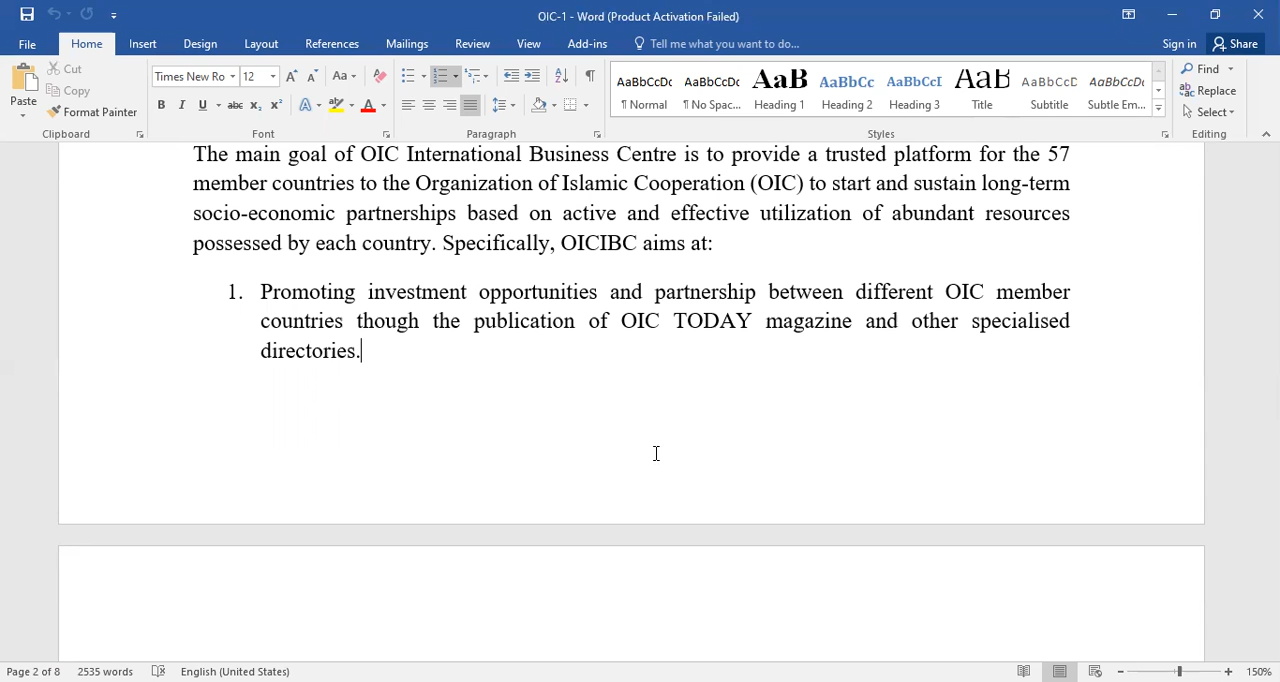 OIC-1 - Word (Product Activation Failed)
File Home Insert Design Layout References Mailings Review View Add-ins Tell me what you want to do... Sign in Share
Paste Cut Copy Format Painter
Times New Ro 12 Aa
AaBbCcDc AaBbCcDc AaB AaBbCc AaBbCcI AaB AaBbCcD AaBbCcDc
¶ Normal ¶ No Spac... Heading 1 Heading 2 Heading 3 Title Subtitle Subtle Em...
Find Replace Select
Clipboard Font Paragraph Styles Editing
The main goal of OIC International Business Centre is to provide a trusted platform for the 57
member countries to the Organization of Islamic Cooperation (OIC) to start and sustain long-term
socio-economic partnerships based on active and effective utilization of abundant resources
possessed by each country. Specifically, OICIBC aims at:
1. Promoting investment opportunities and partnership between different OIC member
countries though the publication of OIC TODAY magazine and other specialised
directories.
Page 2 of 8 2535 words English (United States) 150%